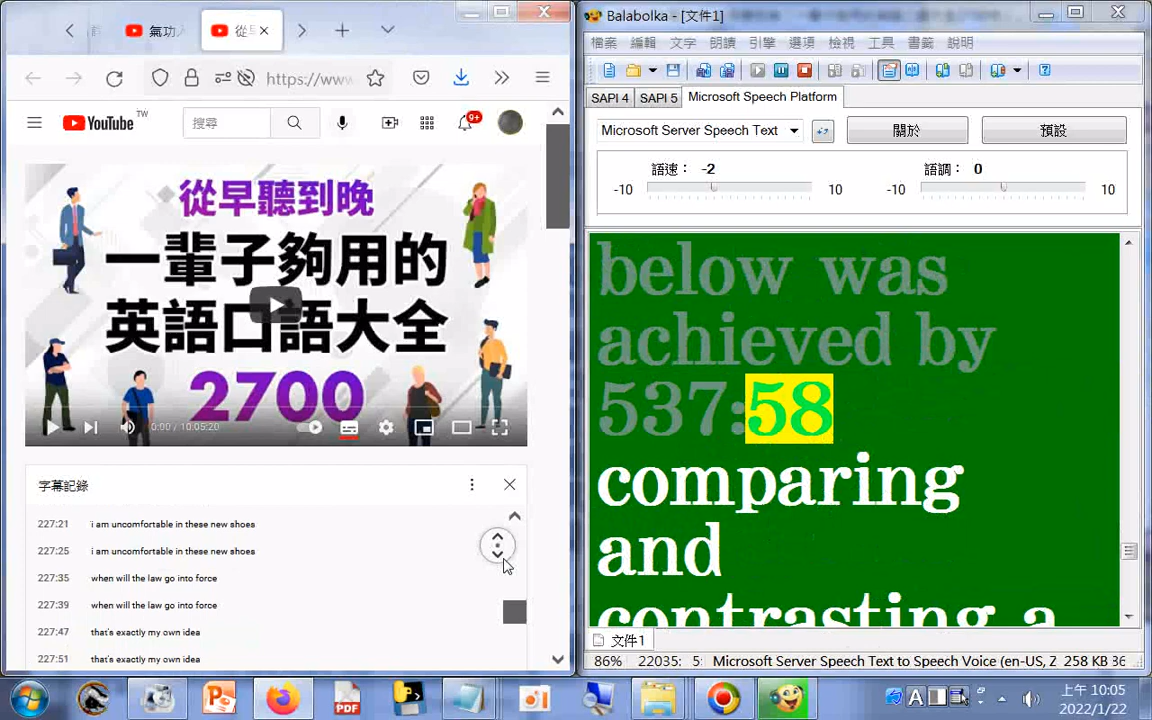 氣功
從
https://www
YouTube TW
搜尋
9+
從早聽到晚
一輩子夠用的
英語口語大全
2700
0:00 / 10:05:20
字幕記錄
227:21 i am uncomfortable in these new shoes
227:25 i am uncomfortable in these new shoes
227:35 when will the law go into force
227:39 when will the law go into force
227:47 that's exactly my own idea
227:51 that's exactly my own idea
Balabolka - [文件1]
檔案 編輯 文字 朗讀 引擎 選項 檢視 工具 書籤 說明
SAPI 4 SAPI 5 Microsoft Speech Platform
Microsoft Server Speech Text 關於 預設
語速： -2 語調： 0
-10 10 -10 10
below was
achieved by
537:58
comparing
and
contrasting a
文件1
86% 22035: 5 Microsoft Server Speech Text to Speech Voice (en-US, Z 258 KB 36
PDF
A
上午 10:05
2022/1/22